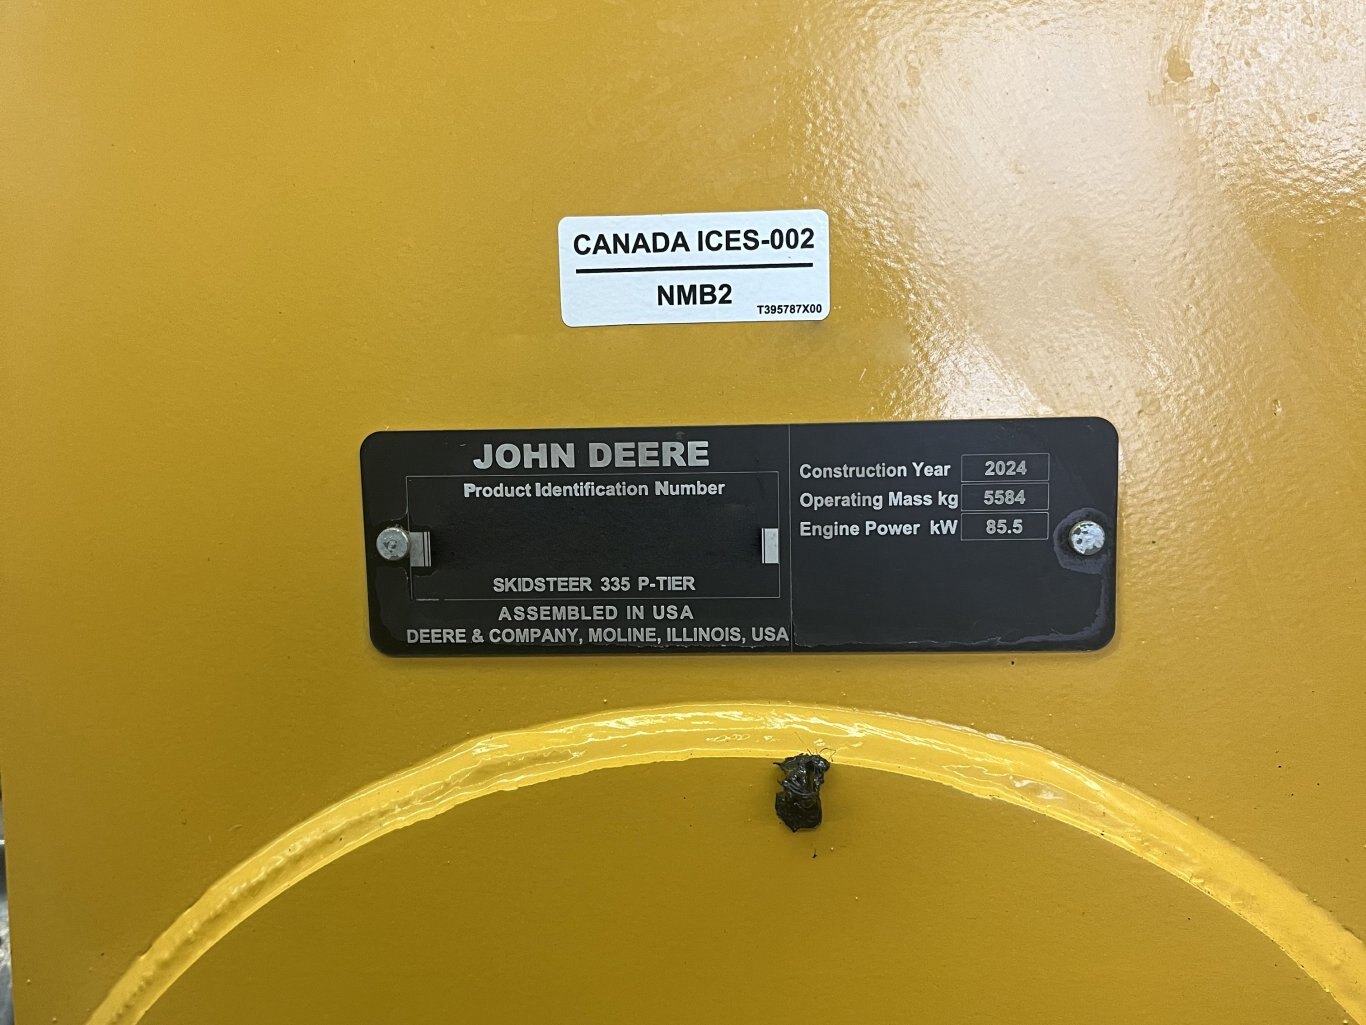 CANADA ICES-002
NMB2
T395787X00
JOHN DEERE
Product Identification Number
SKIDSTEER 335 P-TIER
ASSEMBLED IN USA
DEERE & COMPANY, MOLINE, ILLINOIS, USA
Construction Year 2024
Operating Mass kg 5584
Engine Power kW 85.5